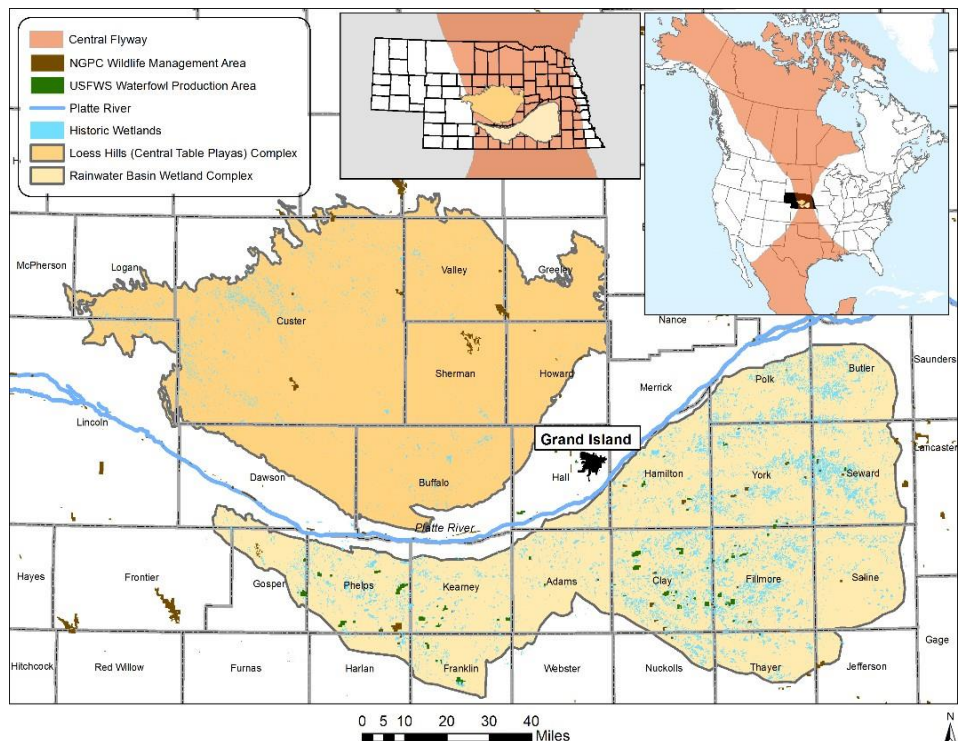 Central Flyway
NGPC Wildlife Management Area
USFWS Waterfowl Production Area
Platte River
Historic Wetlands
Loess Hills (Central Table Playas) Complex
Rainwater Basin Wetland Complex
McPherson
Logan
Valley
Greeley
Custer
Nance
Sherman
Howard
Merrick
Polk
Butler
Saunders
Lincoln
Grand Island
Lancaster
Dawson
Buffalo
Hall
Hamilton
York
Seward
Platte River
Hayes
Frontier
Gosper
Phelps
Kearney
Adams
Clay
Fillmore
Saline
Gage
Hitchcock
Red Willow
Furnas
Harlan
Franklin
Webster
Nuckolls
Thayer
Jefferson
0 5 10 20 30 40
Miles
N